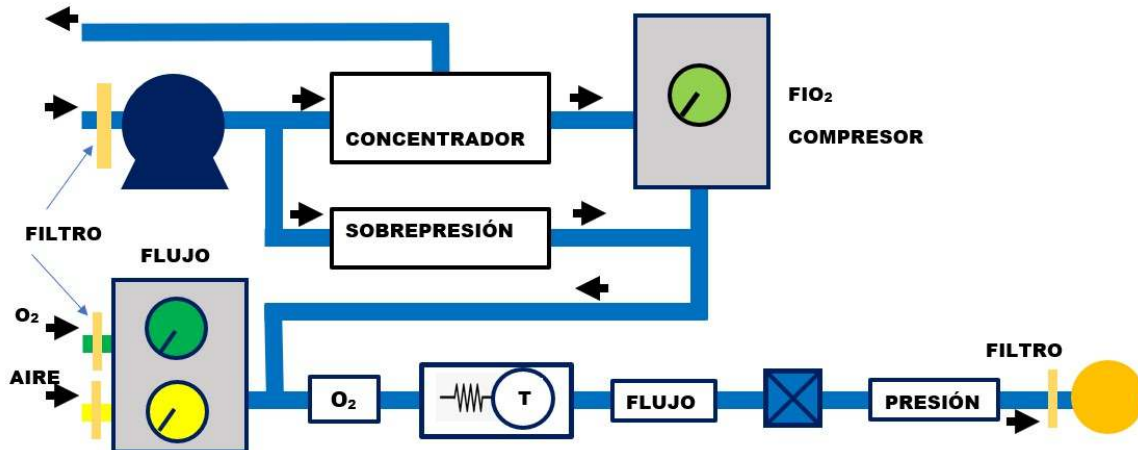 CONCENTRADOR
FIO₂
COMPRESOR
SOBREPRESIÓN
FILTRO
FLUJO
O₂
AIRE
O₂
T
FLUJO
PRESIÓN
FILTRO